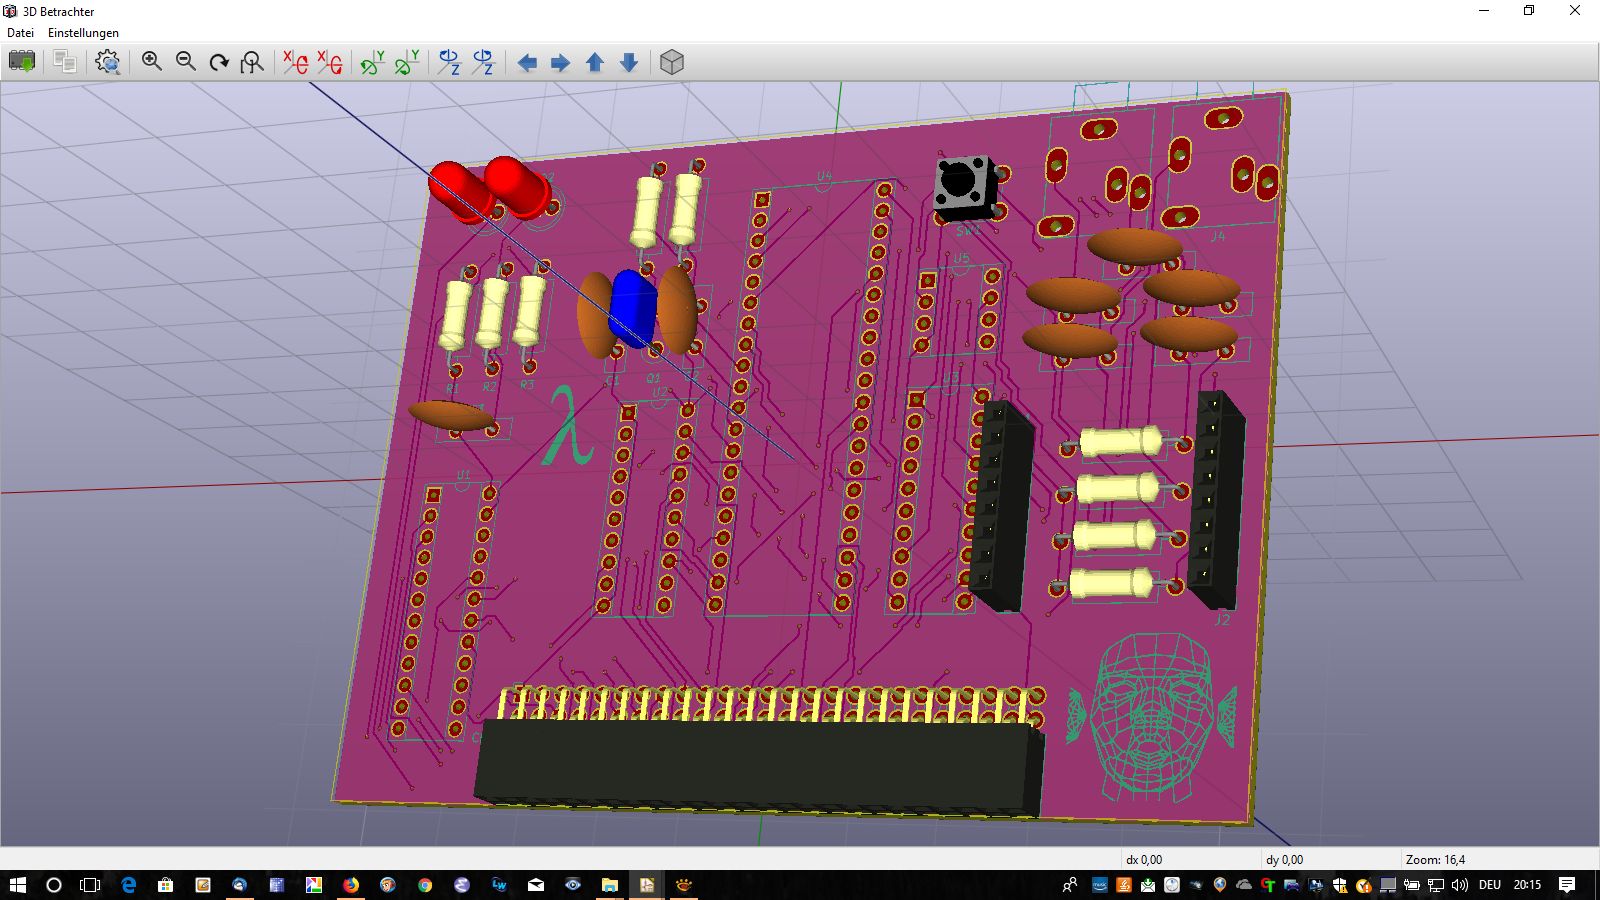 3D Betrachter
Datei Einstellungen
X X Y Y Z Z
U4
SW1
J4
U5
R1 R2 R3
C1 Q1
U2
U3
λ
U1
J2
dx 0,00 dy 0,00 Zoom: 16,4
DEU 20:15